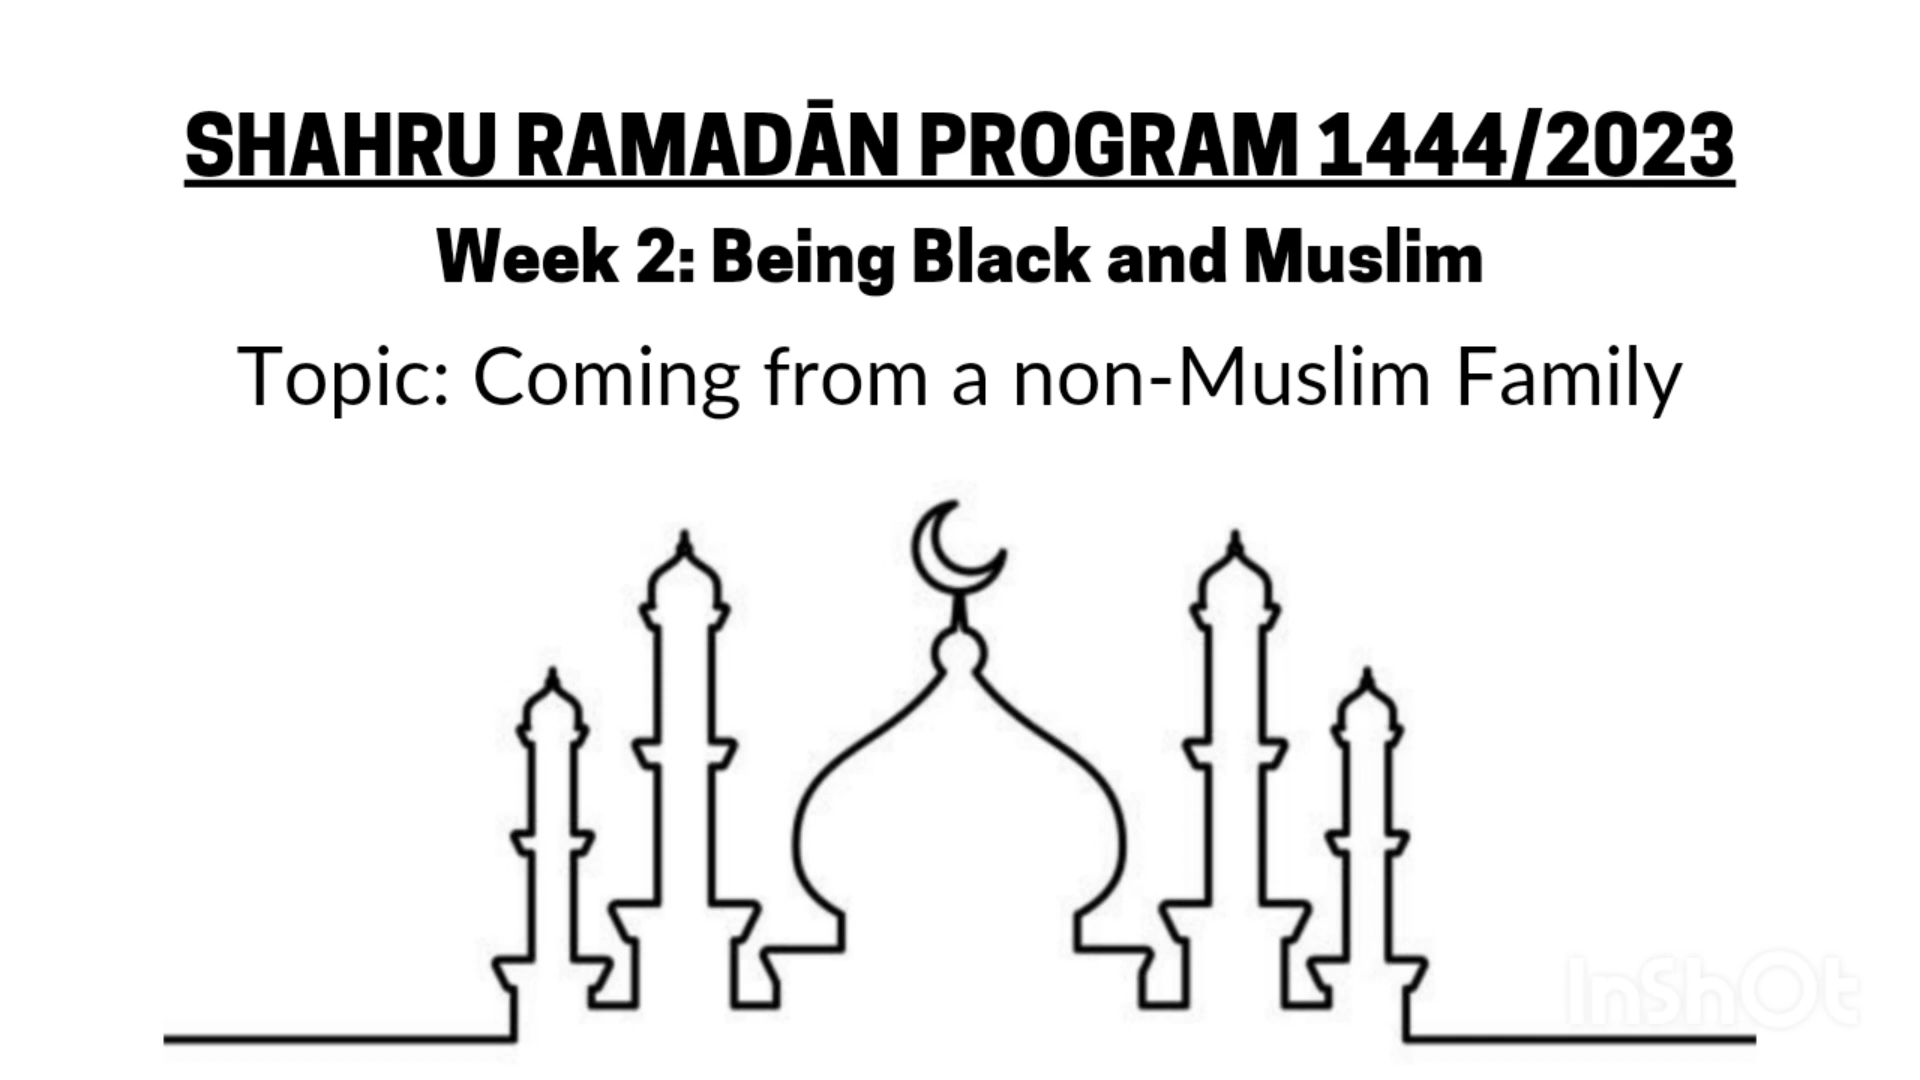 SHAHRU RAMADĀN PROGRAM 1444/2023
Week 2: Being Black and Muslim
Topic: Coming from a non-Muslim Family
InShOt